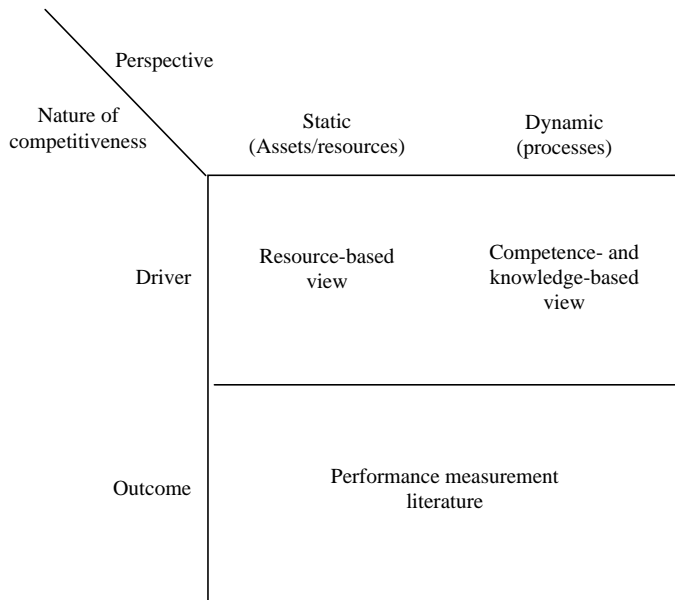 Perspective
Nature of
competitiveness
Static
(Assets/resources)
Dynamic
(processes)
Driver
Resource-based
view
Competence- and
knowledge-based
view
Outcome
Performance measurement
literature